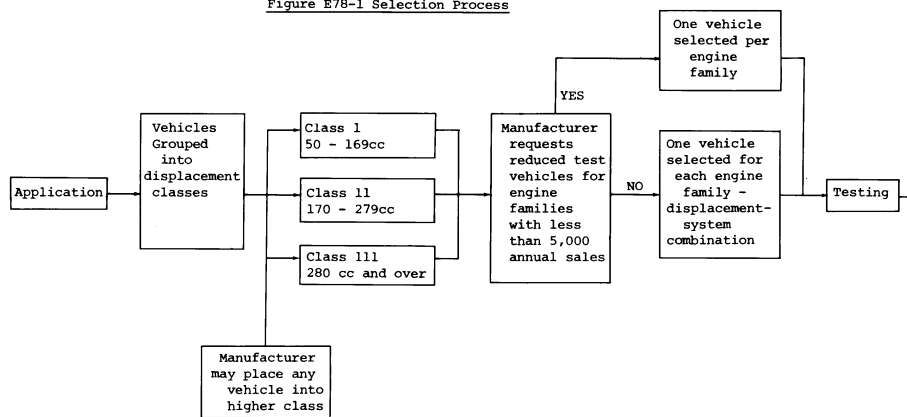 Figure E78-1 Selection Process
Application
Vehicles
Grouped
into
displacement
classes
Class l
50 - 169cc
Class ll
170 - 279cc
Class lll
280 cc and over
Manufacturer
may place any
vehicle into
higher class
Manufacturer
requests
reduced test
vehicles for
engine
families
with less
than 5,000
annual sales
YES
One vehicle
selected per
engine
family
NO
One vehicle
selected for
each engine
family -
displacement-
system
combination
Testing